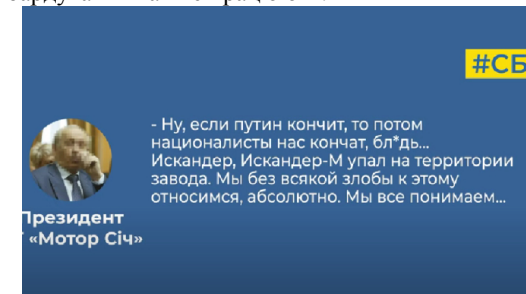 #СБ
- Ну, если путин кончит, то потом
националисты нас кончат, бл*дь...
Искандер, Искандер-М упал на территории
завода. Мы без всякой злобы к этому
относимся, абсолютно. Мы все понимаем...
Президент
«Мотор Січ»